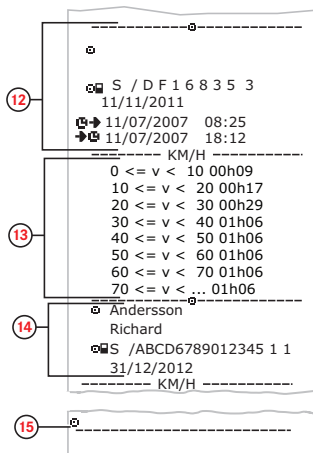 12
S / D F 1 6 8 3 5 3
11/11/2011
11/07/2007 08:25
11/07/2007 18:12
---------- KM/H ----------
13
0 <= v < 10 00h09
10 <= v < 20 00h17
20 <= v < 30 00h29
30 <= v < 40 01h06
40 <= v < 50 01h06
50 <= v < 60 01h06
60 <= v < 70 01h06
70 <= v < ... 01h06
14
Andersson
Richard
S /ABCD6789012345 1 1
31/12/2012
---------- KM/H ----------
15